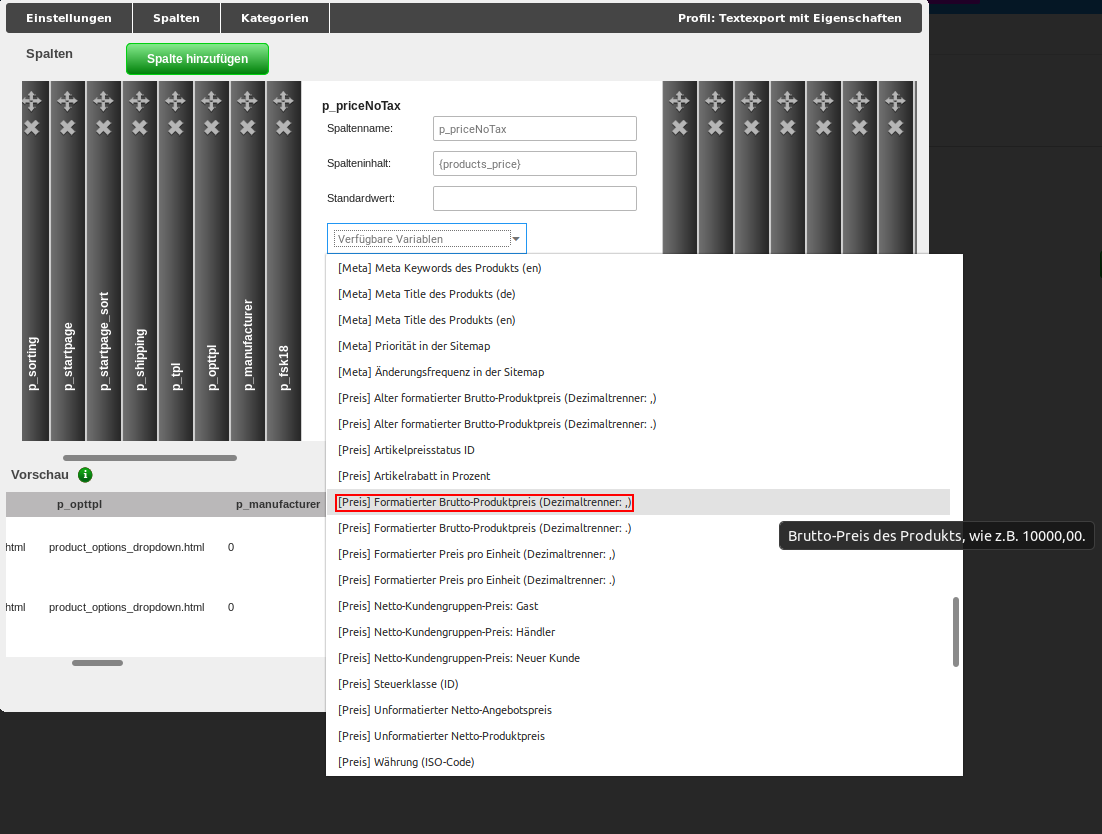 Einstellungen Spalten Kategorien Profil: Textexport mit Eigenschaften
Spalten Spalte hinzufügen
p_sorting
p_startpage
p_startpage_sort
p_shipping
p_tpl
p_opttpl
p_manufacturer
p_fsk18
p_priceNoTax
Spaltenname: p_priceNoTax
Spalteninhalt: {products_price}
Standardwert:
Verfügbare Variablen
[Meta] Meta Keywords des Produkts (en)
[Meta] Meta Title des Produkts (de)
[Meta] Meta Title des Produkts (en)
[Meta] Priorität in der Sitemap
[Meta] Änderungsfrequenz in der Sitemap
[Preis] Alter formatierter Brutto-Produktpreis (Dezimaltrenner: ,)
[Preis] Alter formatierter Brutto-Produktpreis (Dezimaltrenner: .)
[Preis] Artikelpreisstatus ID
[Preis] Artikelrabatt in Prozent
[Preis] Formatierter Brutto-Produktpreis (Dezimaltrenner: ,)
[Preis] Formatierter Brutto-Produktpreis (Dezimaltrenner: .)
[Preis] Formatierter Preis pro Einheit (Dezimaltrenner: ,)
[Preis] Formatierter Preis pro Einheit (Dezimaltrenner: .)
[Preis] Netto-Kundengruppen-Preis: Gast
[Preis] Netto-Kundengruppen-Preis: Händler
[Preis] Netto-Kundengruppen-Preis: Neuer Kunde
[Preis] Steuerklasse (ID)
[Preis] Unformatierter Netto-Angebotspreis
[Preis] Unformatierter Netto-Produktpreis
[Preis] Währung (ISO-Code)
Brutto-Preis des Produkts, wie z.B. 10000,00.
Vorschau i
p_opttpl p_manufacturer
html product_options_dropdown.html 0
html product_options_dropdown.html 0